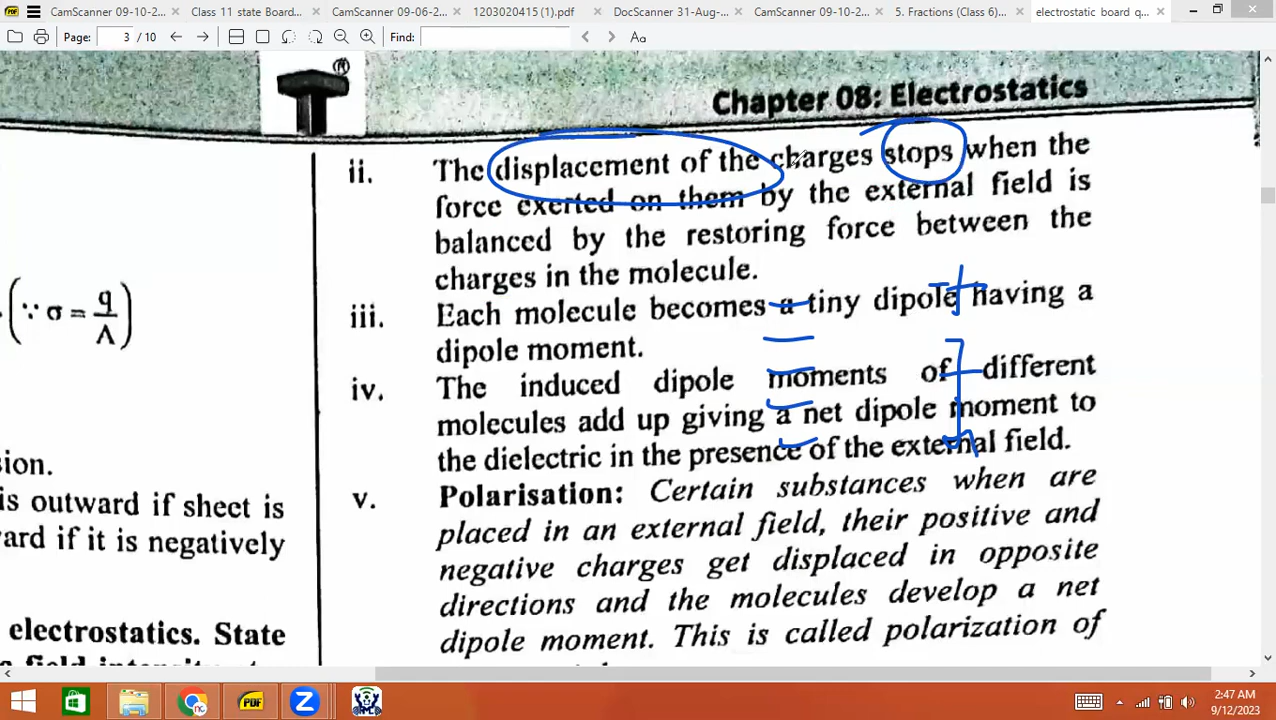 CamScanner 09-10-2...
Class 11 state Board...
CamScanner 09-06-2...
1203020415 (1).pdf
DocScanner 31-Aug-...
CamScanner 09-10-2...
5. Fractions (Class 6)...
electrostatic board q...
Page: 3 / 10
Find:
Aa
T
®
Chapter 08: Electrostatics
ii. The displacement of the charges stops when the
force exerted on them by the external field is
balanced by the restoring force between the
charges in the molecule.
iii. Each molecule becomes a tiny dipole having a
dipole moment.
iv. The induced dipole moments of different
molecules add up giving a net dipole moment to
the dielectric in the presence of the external field.
v. Polarisation: Certain substances when are
placed in an external field, their positive and
negative charges get displaced in opposite
directions and the molecules develop a net
dipole moment. This is called polarization of
(∵ σ = q/A)
sion.
is outward if sheet is
ard if it is negatively
electrostatics. State
PDF
2:47 AM
9/12/2023